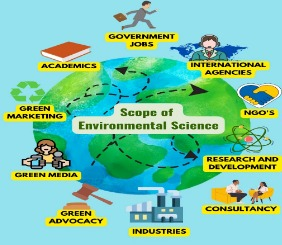 GOVERNMENT
JOBS
ACADEMICS
INTERNATIONAL
AGENCIES
GREEN
MARKETING
Scope of
Environmental Science
NGO'S
GREEN MEDIA
RESEARCH AND
DEVELOPMENT
GREEN
ADVOCACY
INDUSTRIES
CONSULTANCY